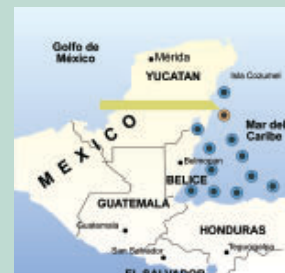 Golfo de
México
Mérida
YUCATAN
Isla Cozumel
Mar del
Caribe
MEXICO
Belmopan
BELICE
GUATEMALA
Guatemala
HONDURAS
San Salvador
Tegucigalpa
EL SALVADOR